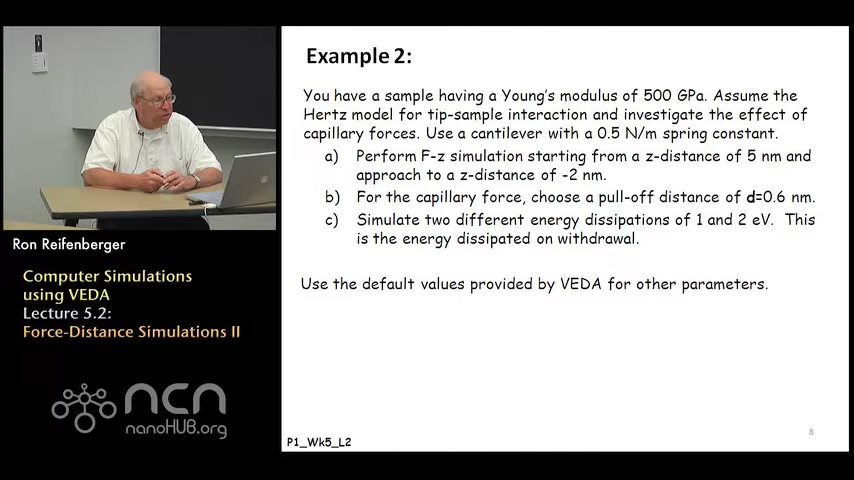 Example 2:
You have a sample having a Young's modulus of 500 GPa. Assume the
Hertz model for tip-sample interaction and investigate the effect of
capillary forces. Use a cantilever with a 0.5 N/m spring constant.
a) Perform F-z simulation starting from a z-distance of 5 nm and
approach to a z-distance of -2 nm.
b) For the capillary force, choose a pull-off distance of d=0.6 nm.
c) Simulate two different energy dissipations of 1 and 2 eV. This
is the energy dissipated on withdrawal.
Use the default values provided by VEDA for other parameters.
P1_Wk5_L2
8
Ron Reifenberger
Computer Simulations
using VEDA
Lecture 5.2:
Force-Distance Simulations II
ncn
nanoHUB.org